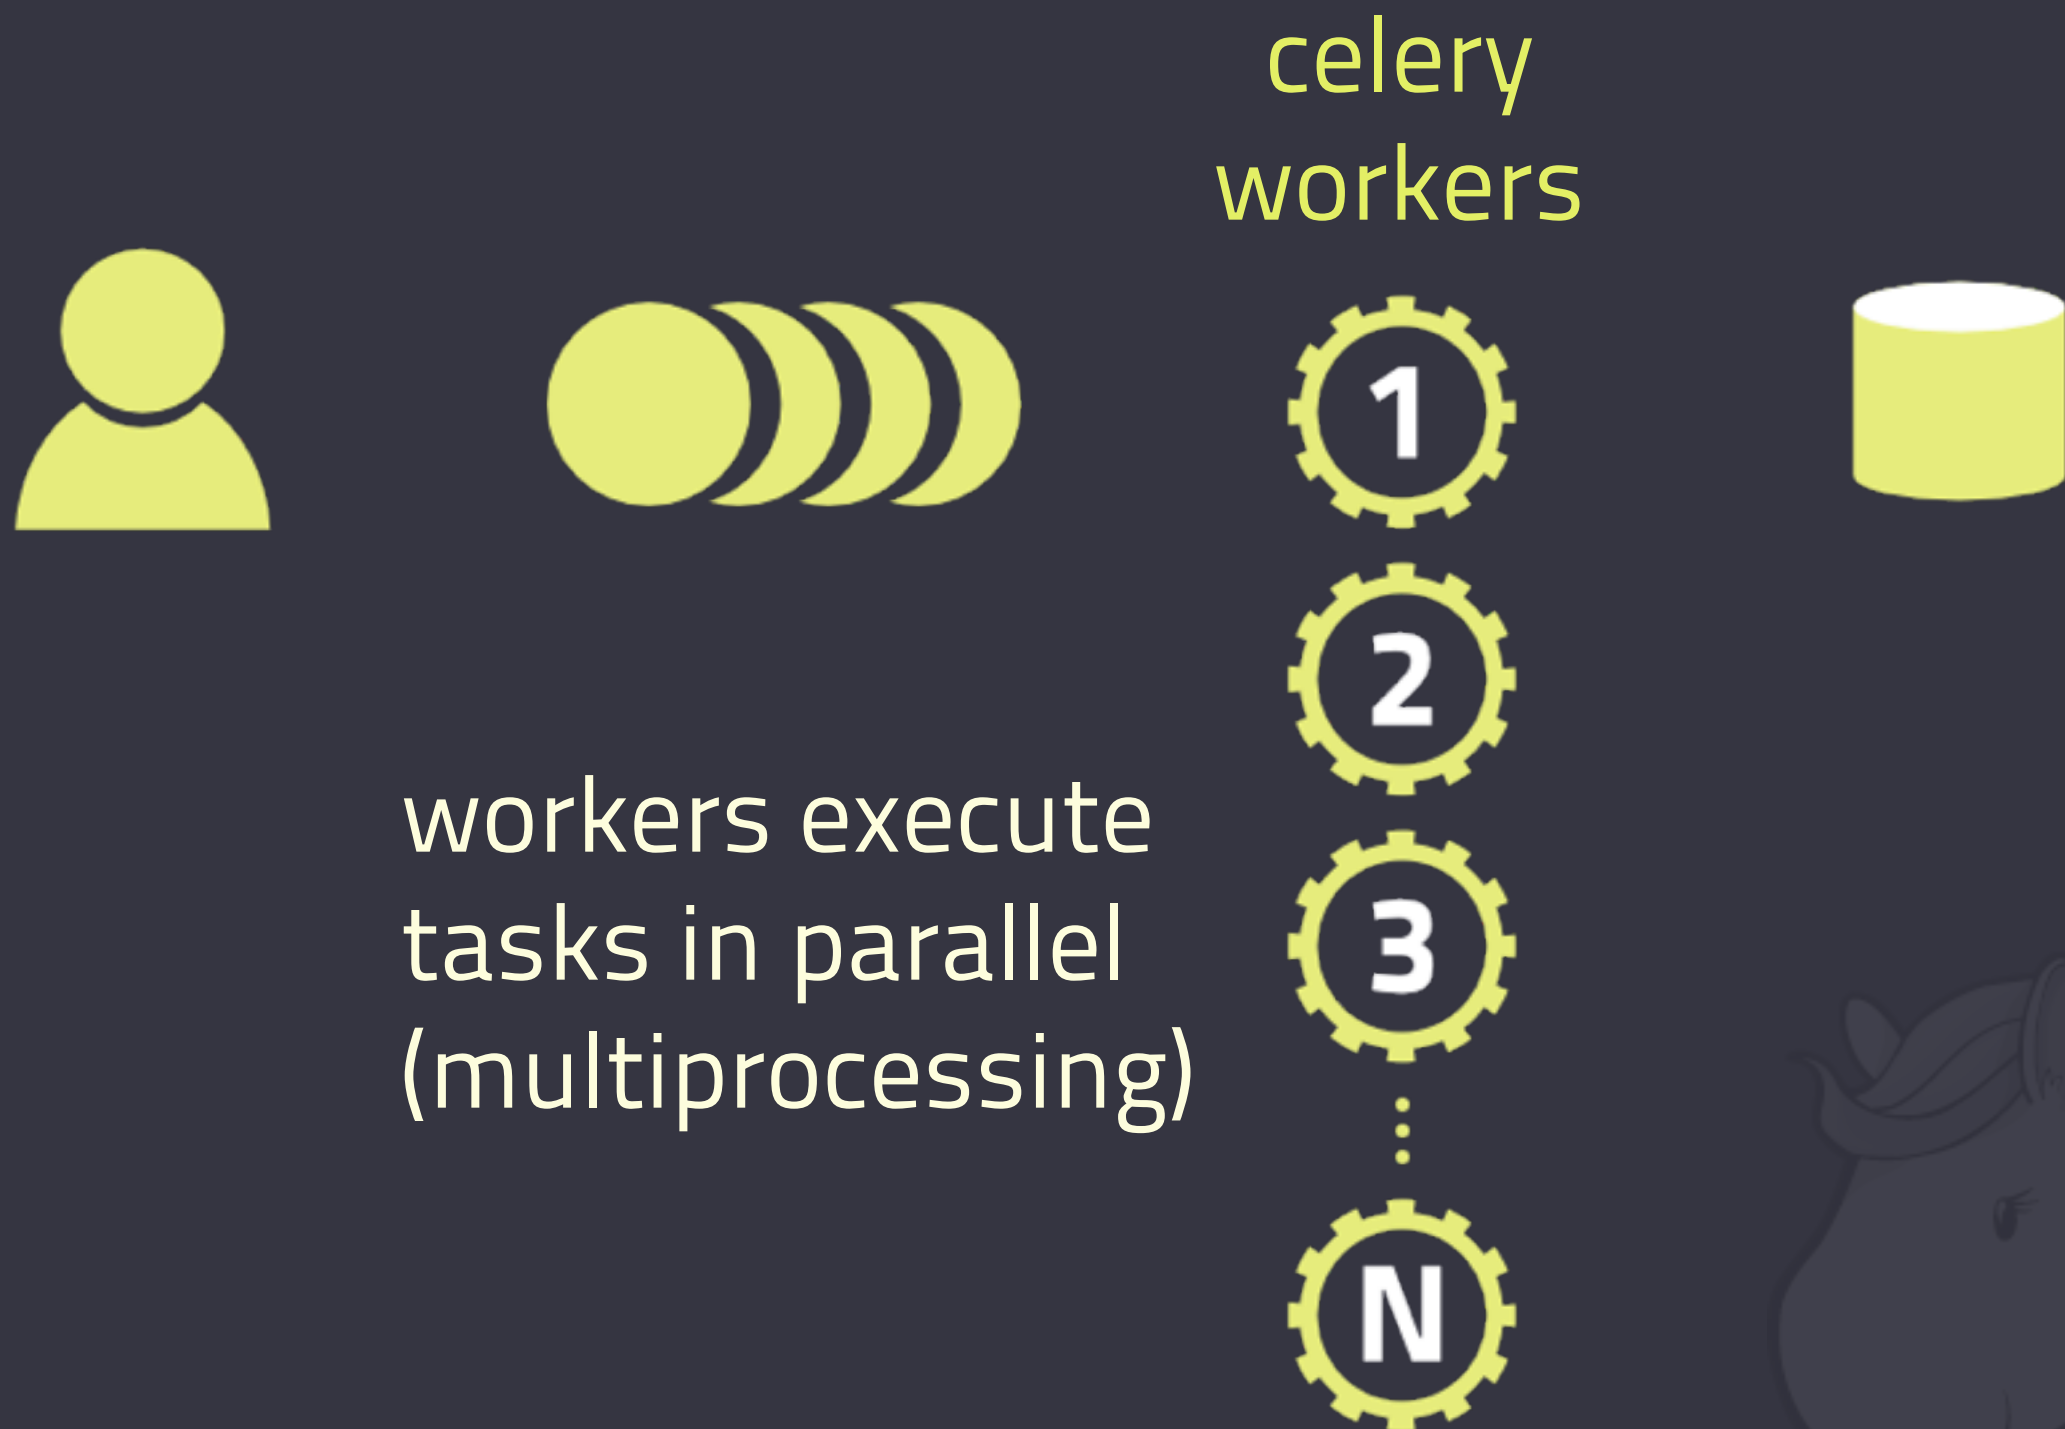 celery
workers
1
2
workers execute
tasks in parallel
(multiprocessing)
3
N